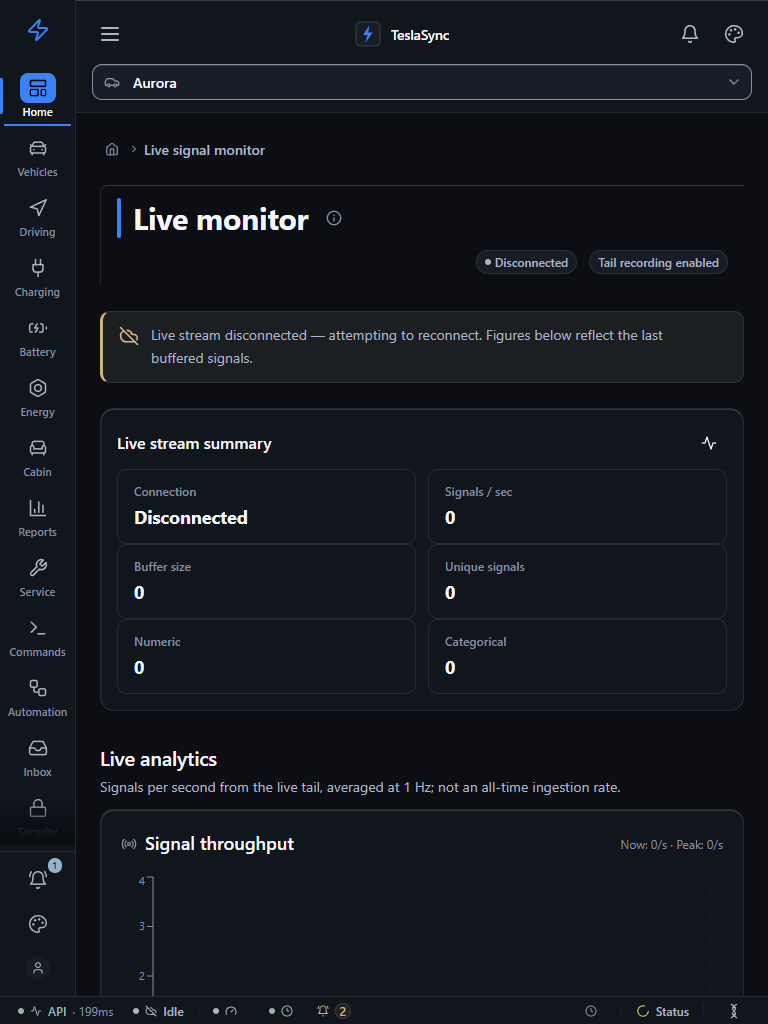 TeslaSync
Aurora
Home
Vehicles
Driving
Charging
Battery
Energy
Cabin
Reports
Service
Commands
Automation
Inbox
Security
1
Live signal monitor
Live monitor
Disconnected
Tail recording enabled
Live stream disconnected — attempting to reconnect. Figures below reflect the last
buffered signals.
Live stream summary
Connection
Disconnected
Signals / sec
0
Buffer size
0
Unique signals
0
Numeric
0
Categorical
0
Live analytics
Signals per second from the live tail, averaged at 1 Hz; not an all-time ingestion rate.
Signal throughput
Now: 0/s · Peak: 0/s
4
3
2
API · 199ms
Idle
2
Status